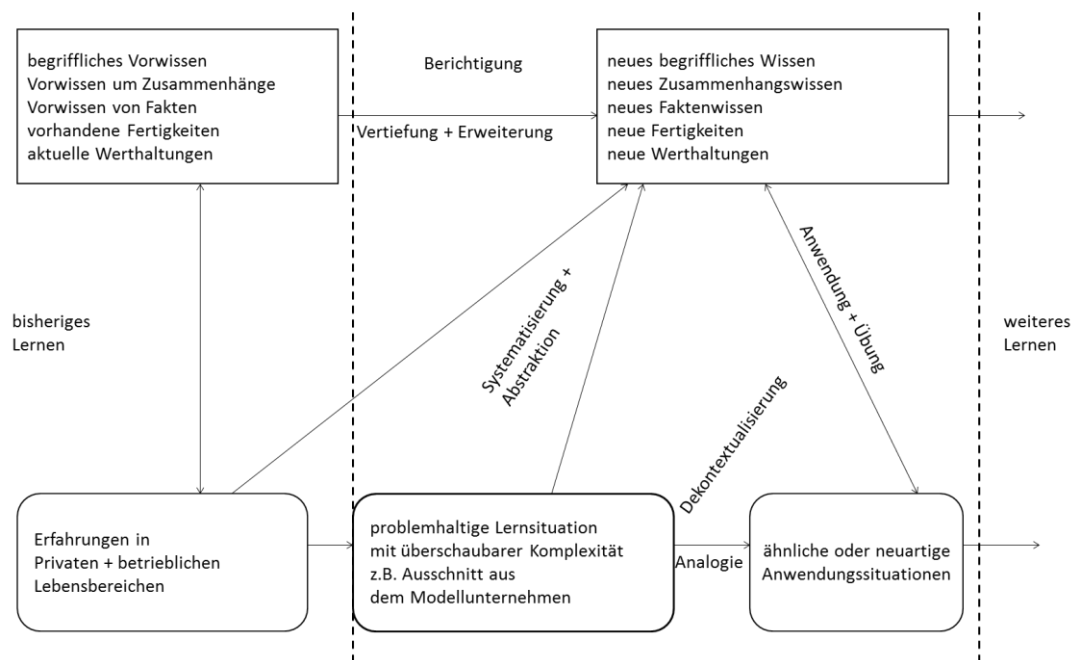 begriffliches Vorwissen
Vorwissen um Zusammenhänge
Vorwissen von Fakten
vorhandene Fertigkeiten
aktuelle Werthaltungen
Berichtigung
Vertiefung + Erweiterung
neues begriffliches Wissen
neues Zusammenhangswissen
neues Faktenwissen
neue Fertigkeiten
neue Werthaltungen
bisheriges
Lernen
Systematisierung +
Abstraktion
Anwendung + Übung
weiteres
Lernen
Dekontextualisierung
Erfahrungen in
Privaten + betrieblichen
Lebensbereichen
problemhaltige Lernsituation
mit überschaubarer Komplexität
z.B. Ausschnitt aus
dem Modellunternehmen
Analogie
ähnliche oder neuartige
Anwendungssituationen